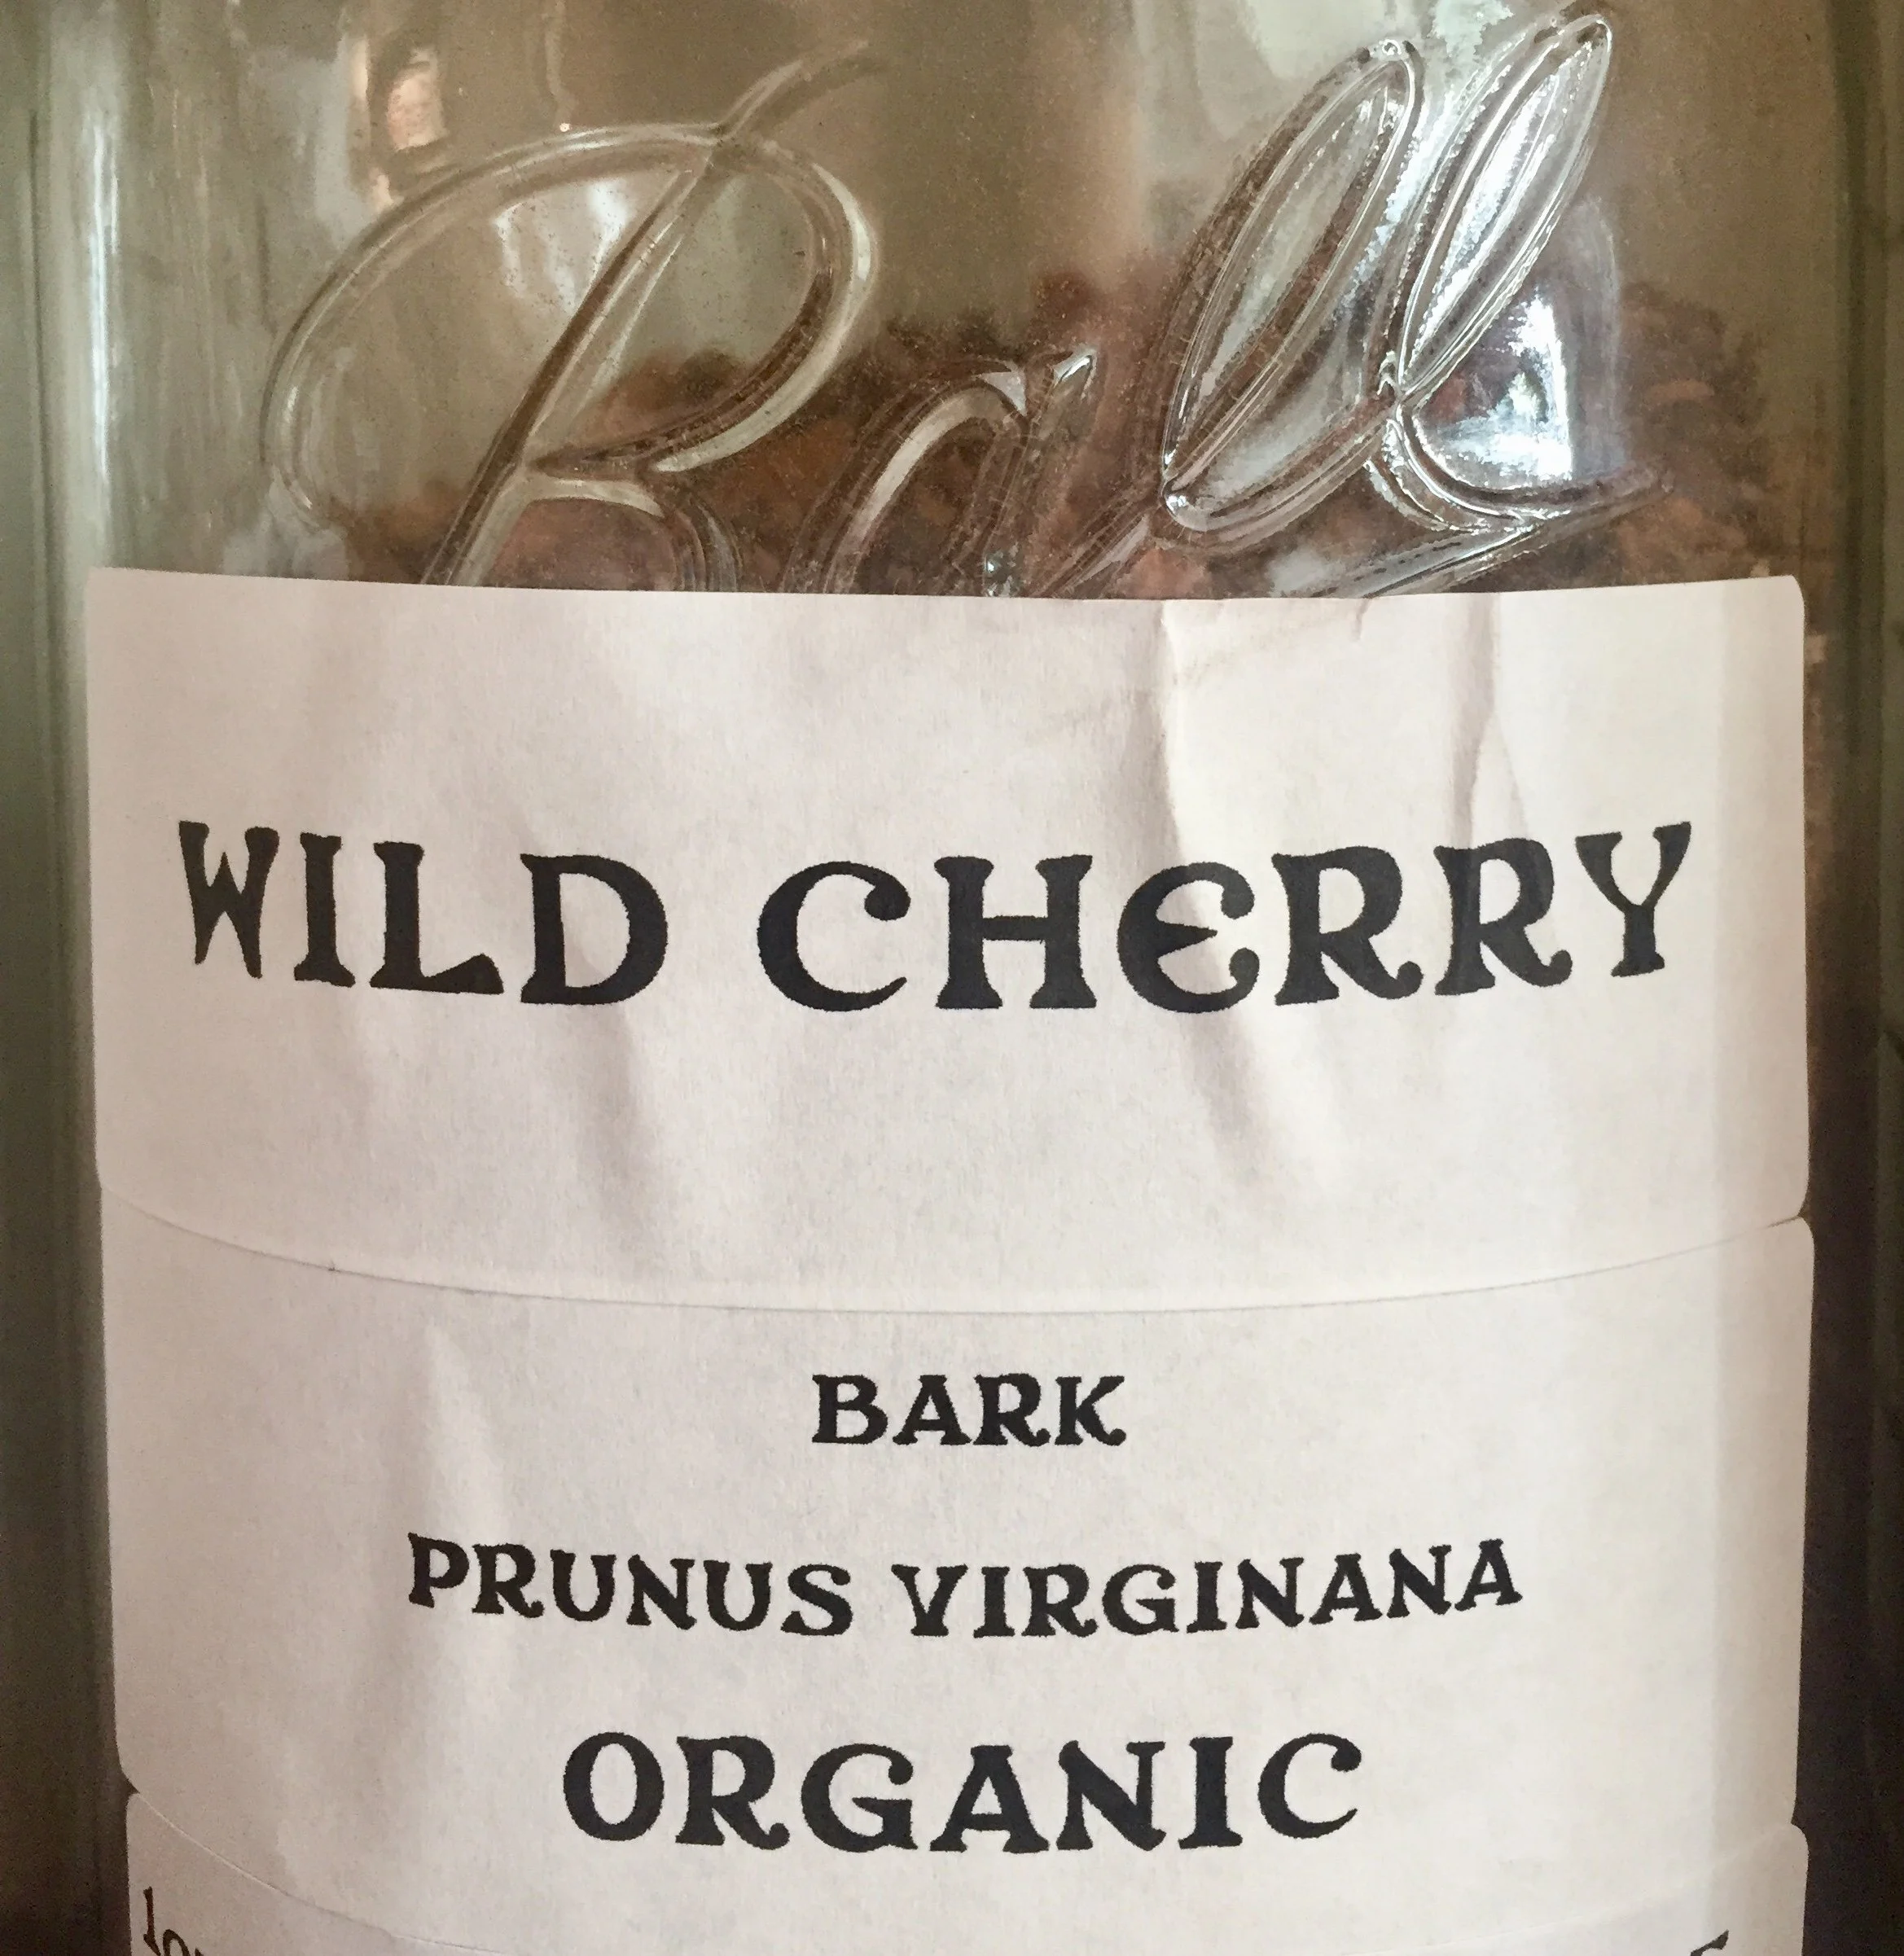 Ball
WILD CHERRY
BARK
PRUNUS VIRGINANA
ORGANIC